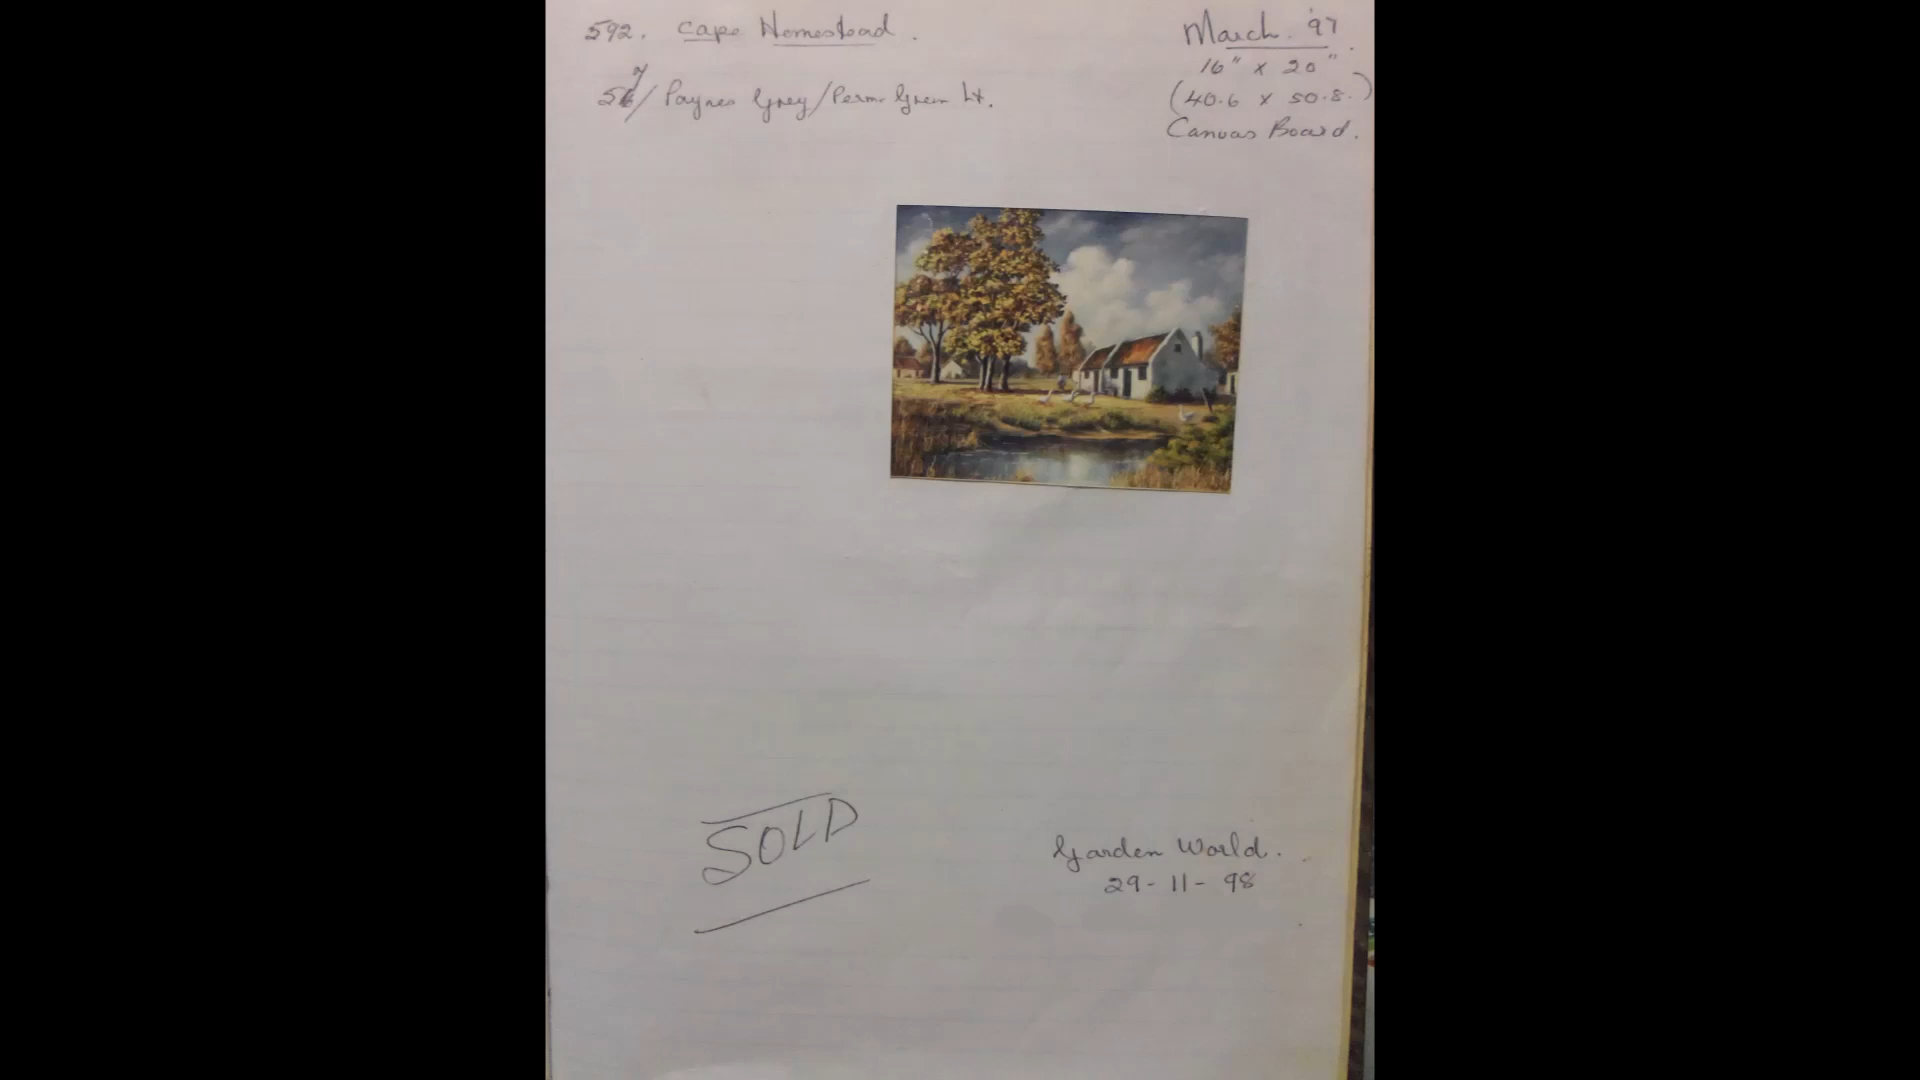 592. Cape Homestead.
March '97
16" x 20"
(40.6 x 50.8.)
Canvas Board.
Paynes Grey/Perm. Green Lt.
SOLD
Garden World.
29-11-98